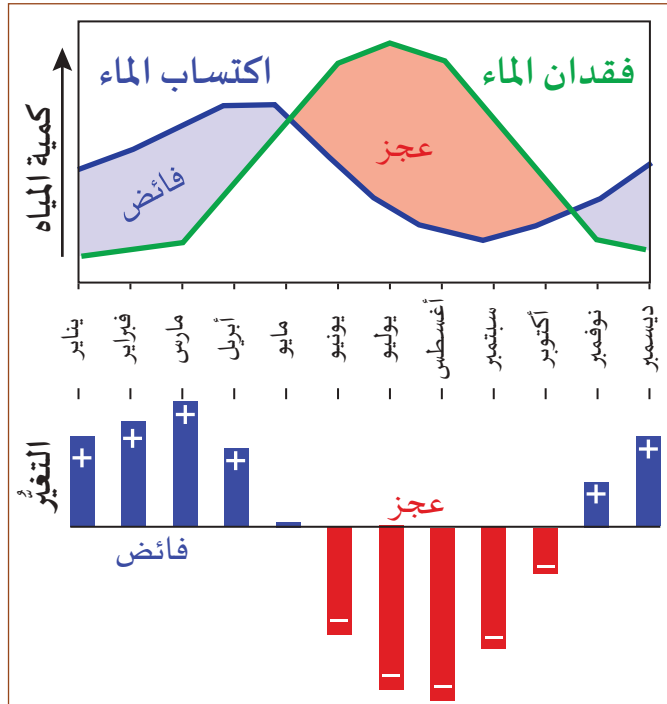 اكتساب الماء
فقدان الماء
كمية المياه
فائض
عجز
يناير
فبراير
مارس
أبريل
مايو
يونيو
يوليو
أغسطس
سبتمبر
أكتوبر
نوفمبر
ديسمبر
التغيُّر
+
+
+
+
+
+
عجز
فائض
−
−
−
−
−